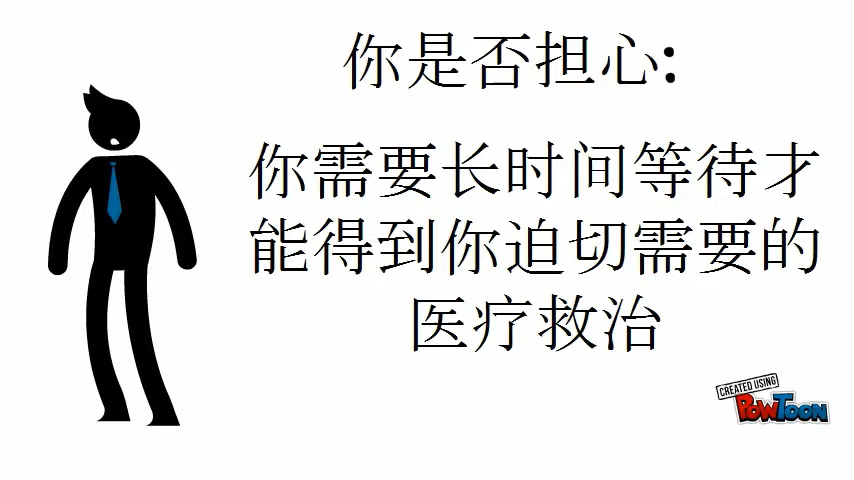 你是否担心:
你需要长时间等待才
能得到你迫切需要的
医疗救治
CREATED USING
POWTOON